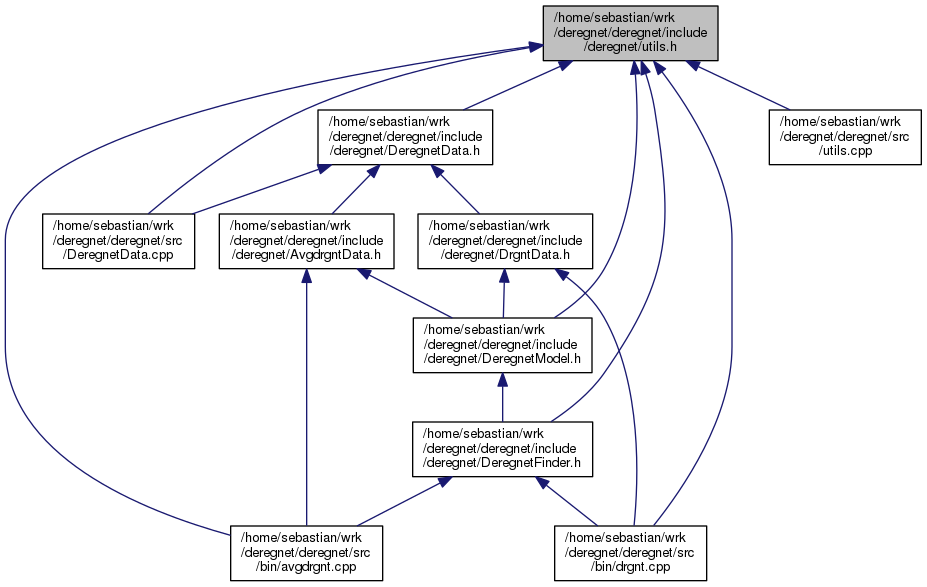 /home/sebastian/wrk
/deregnet/deregnet/include
/deregnet/utils.h
/home/sebastian/wrk
/deregnet/deregnet/include
/deregnet/DeregnetData.h
/home/sebastian/wrk
/deregnet/deregnet/src
/utils.cpp
/home/sebastian/wrk
/deregnet/deregnet/src
/DeregnetData.cpp
/home/sebastian/wrk
/deregnet/deregnet/include
/deregnet/AvgdrgntData.h
/home/sebastian/wrk
/deregnet/deregnet/include
/deregnet/DrgntData.h
/home/sebastian/wrk
/deregnet/deregnet/include
/deregnet/DeregnetModel.h
/home/sebastian/wrk
/deregnet/deregnet/include
/deregnet/DeregnetFinder.h
/home/sebastian/wrk
/deregnet/deregnet/src
/bin/avgdrgnt.cpp
/home/sebastian/wrk
/deregnet/deregnet/src
/bin/drgnt.cpp